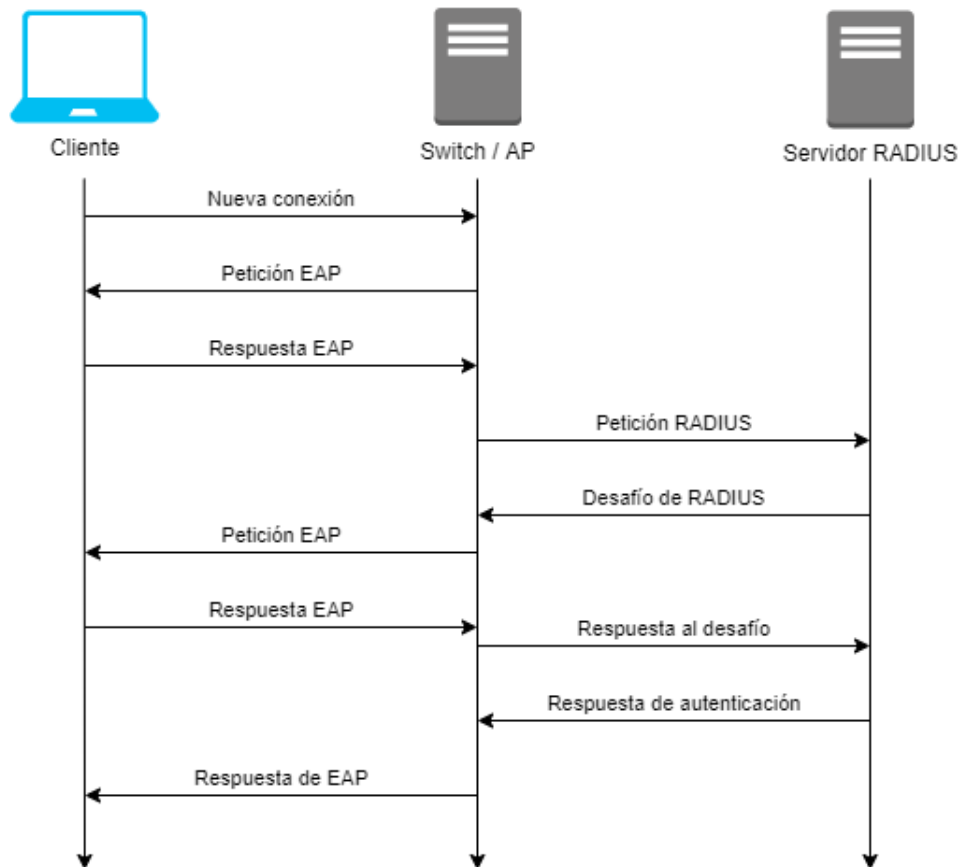 Cliente
Switch / AP
Servidor RADIUS
Nueva conexión
Petición EAP
Respuesta EAP
Petición RADIUS
Desafío de RADIUS
Petición EAP
Respuesta EAP
Respuesta al desafío
Respuesta de autenticación
Respuesta de EAP